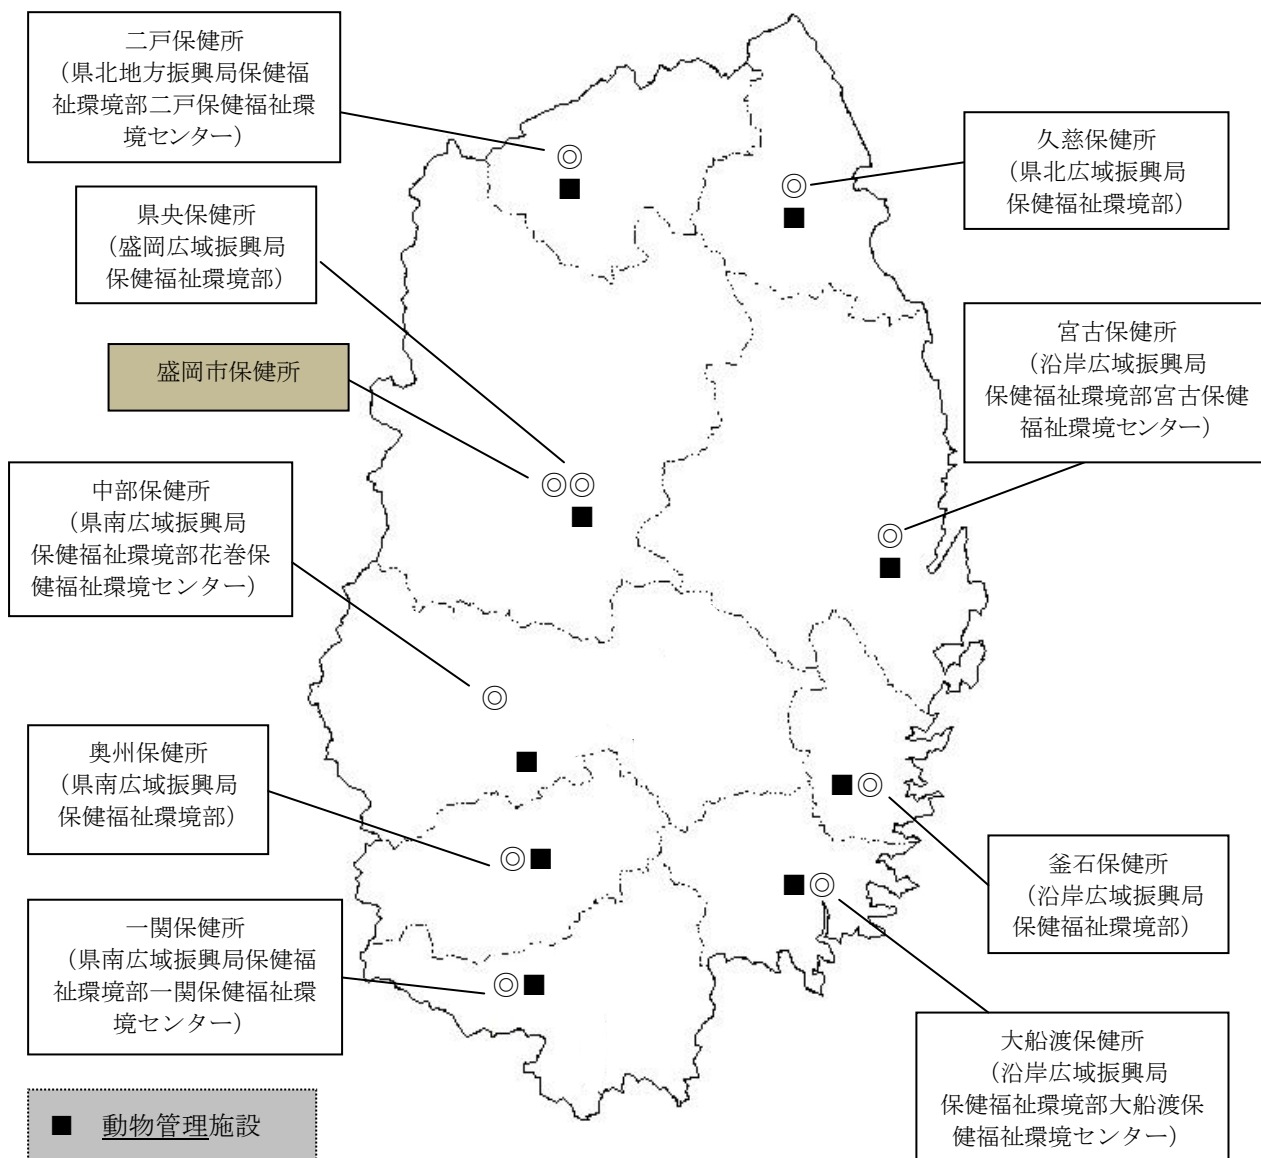 二戸保健所
（県北地方振興局保健福
祉環境部二戸保健福祉環
境センター）
県央保健所
（盛岡広域振興局
保健福祉環境部）
盛岡市保健所
中部保健所
（県南広域振興局
保健福祉環境部花巻保
健福祉環境センター）
奥州保健所
（県南広域振興局
保健福祉環境部）
一関保健所
（県南広域振興局保健福
祉環境部一関保健福祉環
境センター）
■ 動物管理施設
久慈保健所
（県北広域振興局
保健福祉環境部）
宮古保健所
（沿岸広域振興局
保健福祉環境部宮古保健
福祉環境センター）
釜石保健所
（沿岸広域振興局
保健福祉環境部）
大船渡保健所
（沿岸広域振興局
保健福祉環境部大船渡保
健福祉環境センター）